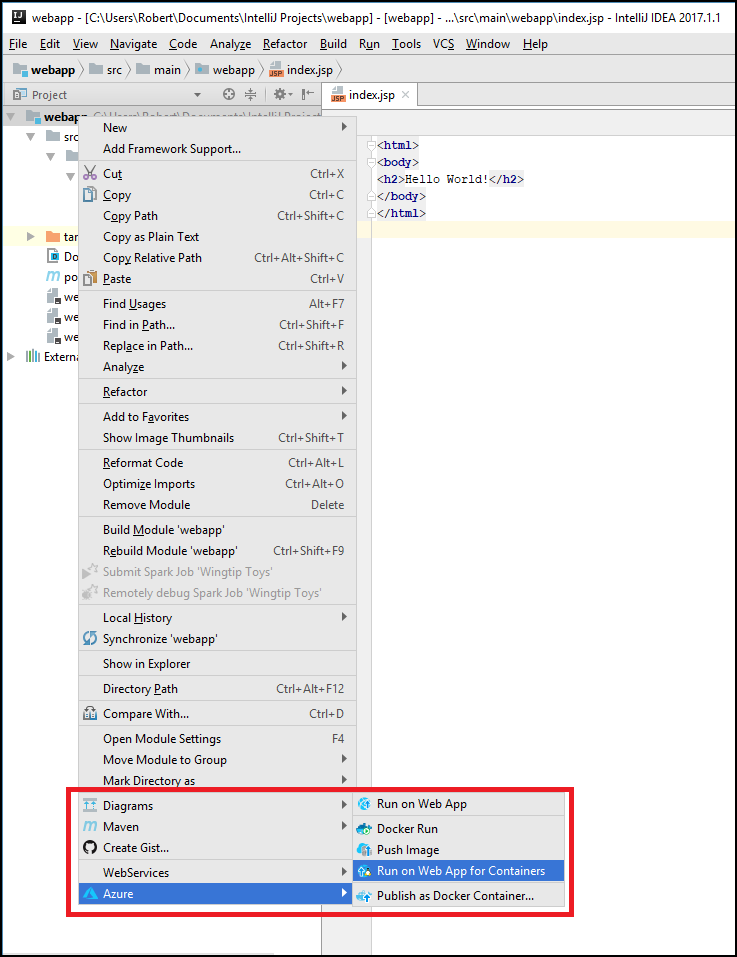 webapp - [C:\Users\Robert\Documents\IntelliJ Projects\webapp] - [webapp] - ...\src\main\webapp\index.jsp - IntelliJ IDEA 2017.1.1
File Edit View Navigate Code Analyze Refactor Build Run Tools VCS Window Help
webapp src main webapp index.jsp
Project
index.jsp
webapp C:\Users\Robert\Documents\IntelliJ Project
src
tar
Do
po
we
we
we
Externa
New
Add Framework Support...
Cut Ctrl+X
Copy Ctrl+C
Copy Path Ctrl+Shift+C
Copy as Plain Text
Copy Relative Path Ctrl+Alt+Shift+C
Paste Ctrl+V
Find Usages Alt+F7
Find in Path... Ctrl+Shift+F
Replace in Path... Ctrl+Shift+R
Analyze
Refactor
Add to Favorites
Show Image Thumbnails Ctrl+Shift+T
Reformat Code Ctrl+Alt+L
Optimize Imports Ctrl+Alt+O
Remove Module Delete
Build Module 'webapp'
Rebuild Module 'webapp' Ctrl+Shift+F9
Submit Spark Job 'Wingtip Toys'
Remotely debug Spark Job 'Wingtip Toys'
Local History
Synchronize 'webapp'
Show in Explorer
Directory Path Ctrl+Alt+F12
Compare With... Ctrl+D
Open Module Settings F4
Move Module to Group
Mark Directory as
Diagrams
Maven
Create Gist...
WebServices
Azure
Run on Web App
Docker Run
Push Image
Run on Web App for Containers
Publish as Docker Container...
<html>
<body>
<h2>Hello World!</h2>
</body>
</html>